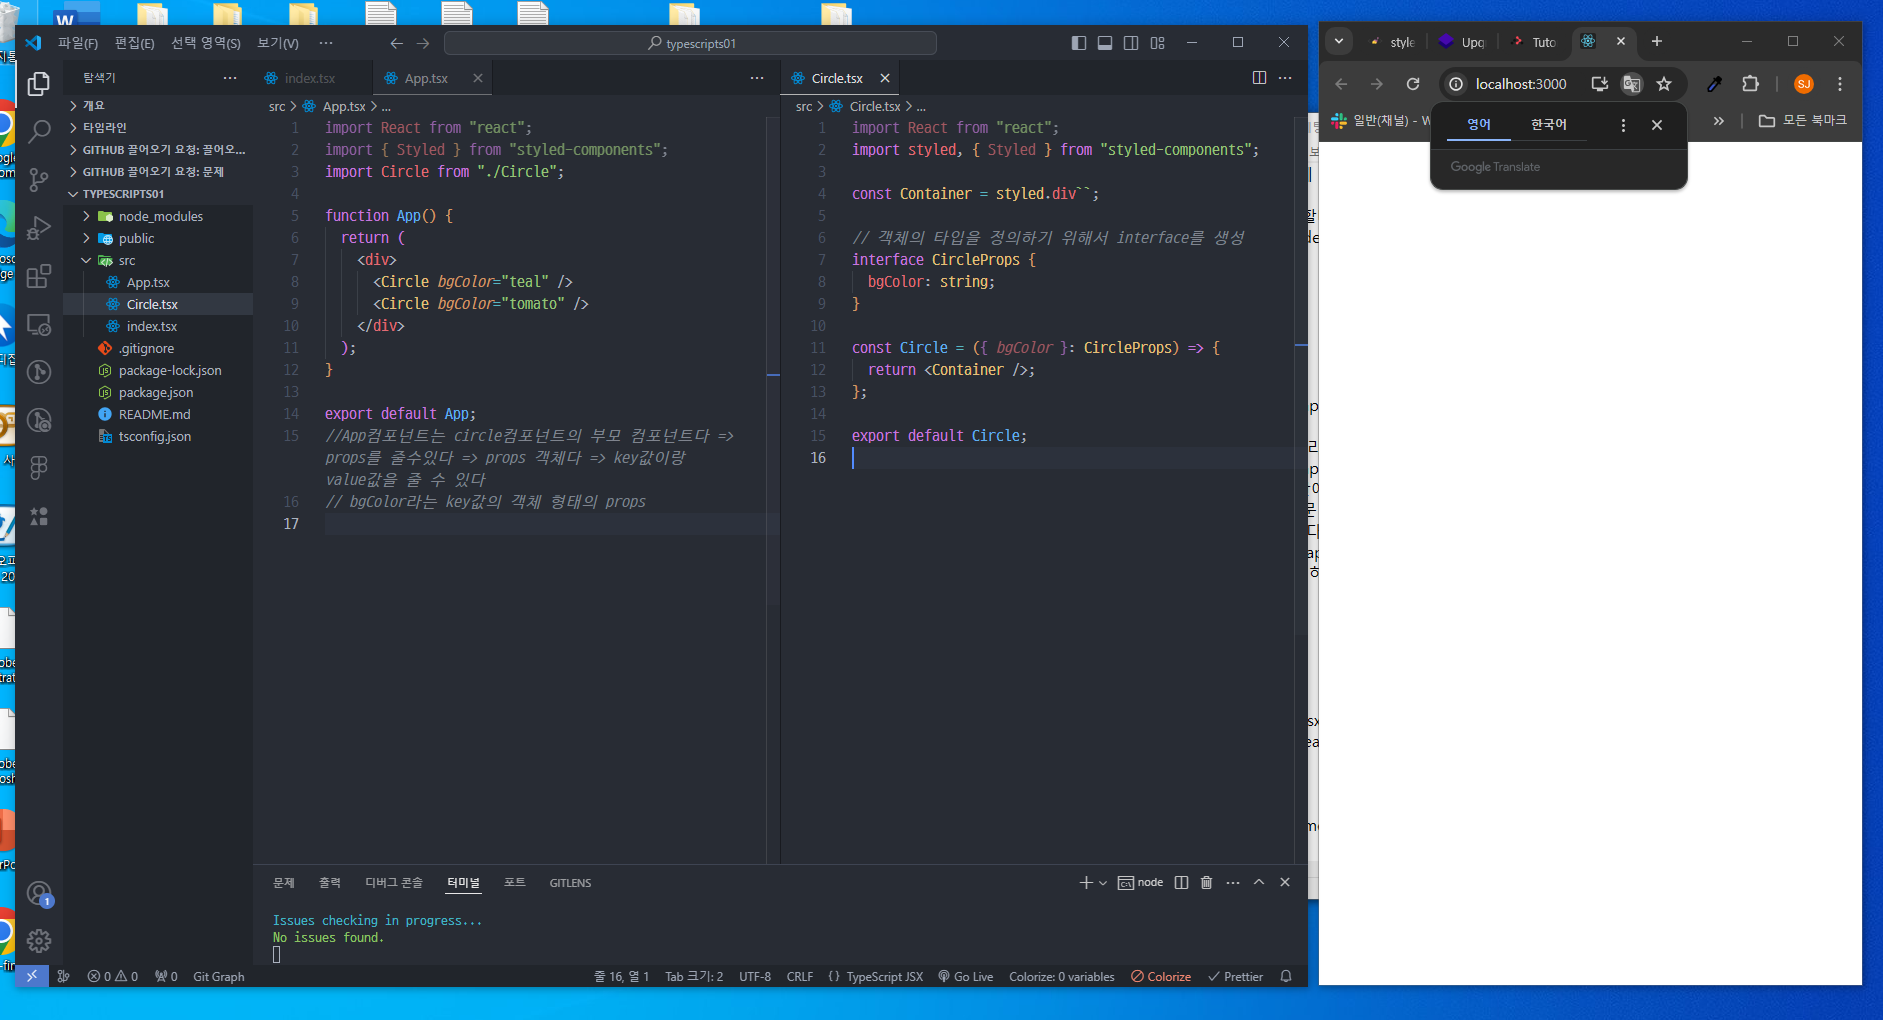 파일(F) 편집(E) 선택 영역(S) 보기(V) ··· typescripts01
탐색기 ···
개요
타임라인
GITHUB 끌어오기 요청: 끌어오...
GITHUB 끌어오기 요청: 문제
TYPESCRIPTS01
node_modules
public
src
App.tsx
Circle.tsx
index.tsx
.gitignore
package-lock.json
package.json
README.md
tsconfig.json
index.tsx App.tsx ···
src > App.tsx > ...
1 import React from "react";
2 import { Styled } from "styled-components";
3 import Circle from "./Circle";
4
5 function App() {
6 return (
7 <div>
8 <Circle bgColor="teal" />
9 <Circle bgColor="tomato" />
10 </div>
11 );
12 }
13
14 export default App;
15 //App컴포넌트는 circle컴포넌트의 부모 컴포넌트다 =>
props를 줄수있다 => props 객체다 => key값이랑
value값을 줄 수 있다
16 // bgColor라는 key값의 객체 형태의 props
17
Circle.tsx ···
src > Circle.tsx > ...
1 import React from "react";
2 import styled, { Styled } from "styled-components";
3
4 const Container = styled.div``;
5
6 // 객체의 타입을 정의하기 위해서 interface를 생성
7 interface CircleProps {
8 bgColor: string;
9 }
10
11 const Circle = ({ bgColor }: CircleProps) => {
12 return <Container />;
13 };
14
15 export default Circle;
16
문제 출력 디버그 콘솔 터미널 포트 GITLENS node ···
Issues checking in progress...
No issues found.
1
0 0 0 Git Graph 줄 16, 열 1 Tab 크기: 2 UTF-8 CRLF {} TypeScript JSX Go Live Colorize: 0 variables Colorize Prettier
style Upq Tuto
localhost:3000 SJ
일반(채널) - W » 모든 북마크
영어 한국어
Google Translate